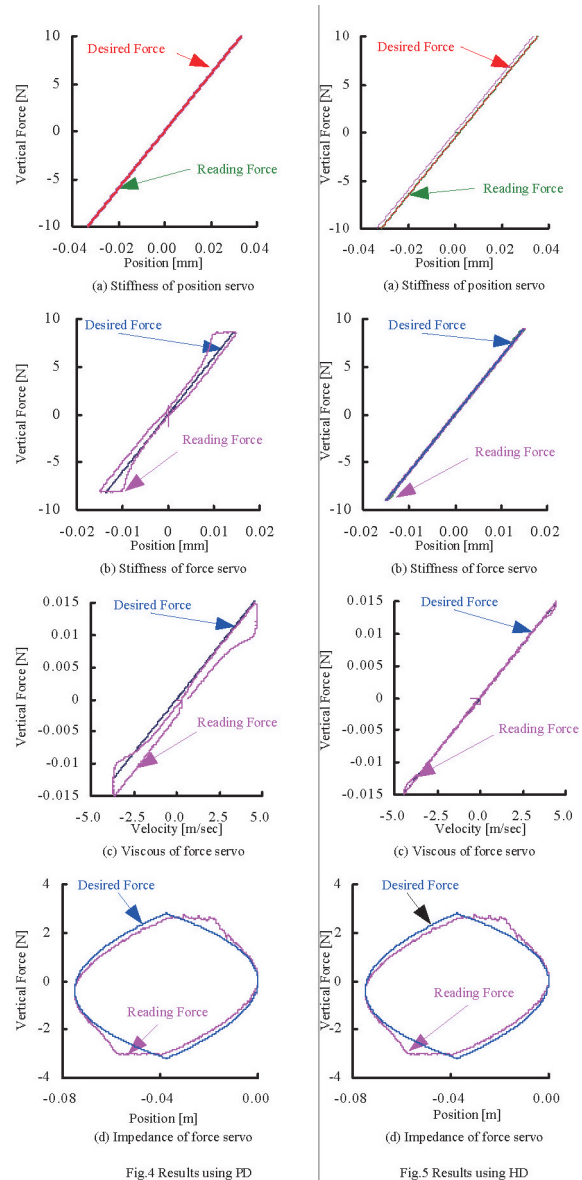 10
5
0
-5
-10
Vertical Force [N]
Desired Force
Reading Force
-0.04 -0.02 0.00 0.02 0.04
Position [mm]
(a) Stiffness of position servo
10
5
0
-5
-10
Vertical Force [N]
Desired Force
Reading Force
-0.02 -0.01 0 0.01 0.02
Position [mm]
(b) Stiffness of force servo
0.015
0.01
0.005
0
-0.005
-0.01
-0.015
Vertical Force [N]
Desired Force
Reading Force
-5.0 -2.5 0.0 2.5 5.0
Velocity [m/sec]
(c) Viscous of force servo
4
2
0
-2
-4
Vertical Force [N]
Desired Force
Reading Force
-0.08 -0.04 0.00
Position [m]
(d) Impedance of force servo
Fig.4 Results using PD
10
5
0
-5
-10
Vertical Force [N]
Desired Force
Reading Force
-0.04 -0.02 0.00 0.02 0.04
Position [mm]
(a) Stiffness of position servo
10
5
0
-5
-10
Vertical Force [N]
Desired Force
Reading Force
-0.02 -0.01 0.00 0.01 0.02
Position [mm]
(b) Stiffness of force servo
0.015
0.01
0.005
0
-0.005
-0.01
-0.015
Vertical Force [N]
Desired Force
Reading Force
-5.0 -2.5 0.0 2.5 5.0
Velocity [m/sec]
(c) Viscous of force servo
4
2
0
-2
-4
Vertical Force [N]
Desired Force
Reading Force
-0.08 -0.04 0.00
Position [m]
(d) Impedance of force servo
Fig.5 Results using HD